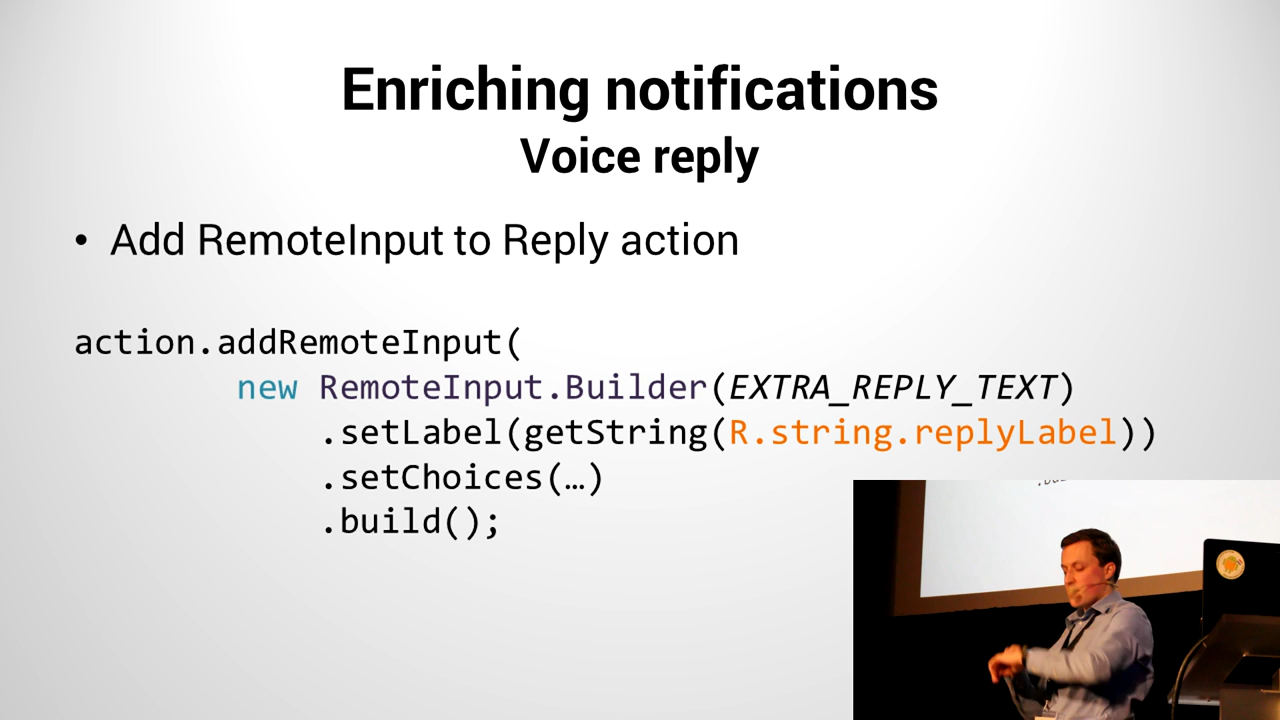 Enriching notifications
Voice reply
• Add RemoteInput to Reply action
action.addRemoteInput(
new RemoteInput.Builder(EXTRA_REPLY_TEXT)
.setLabel(getString(R.string.replyLabel))
.setChoices(…)
.build();